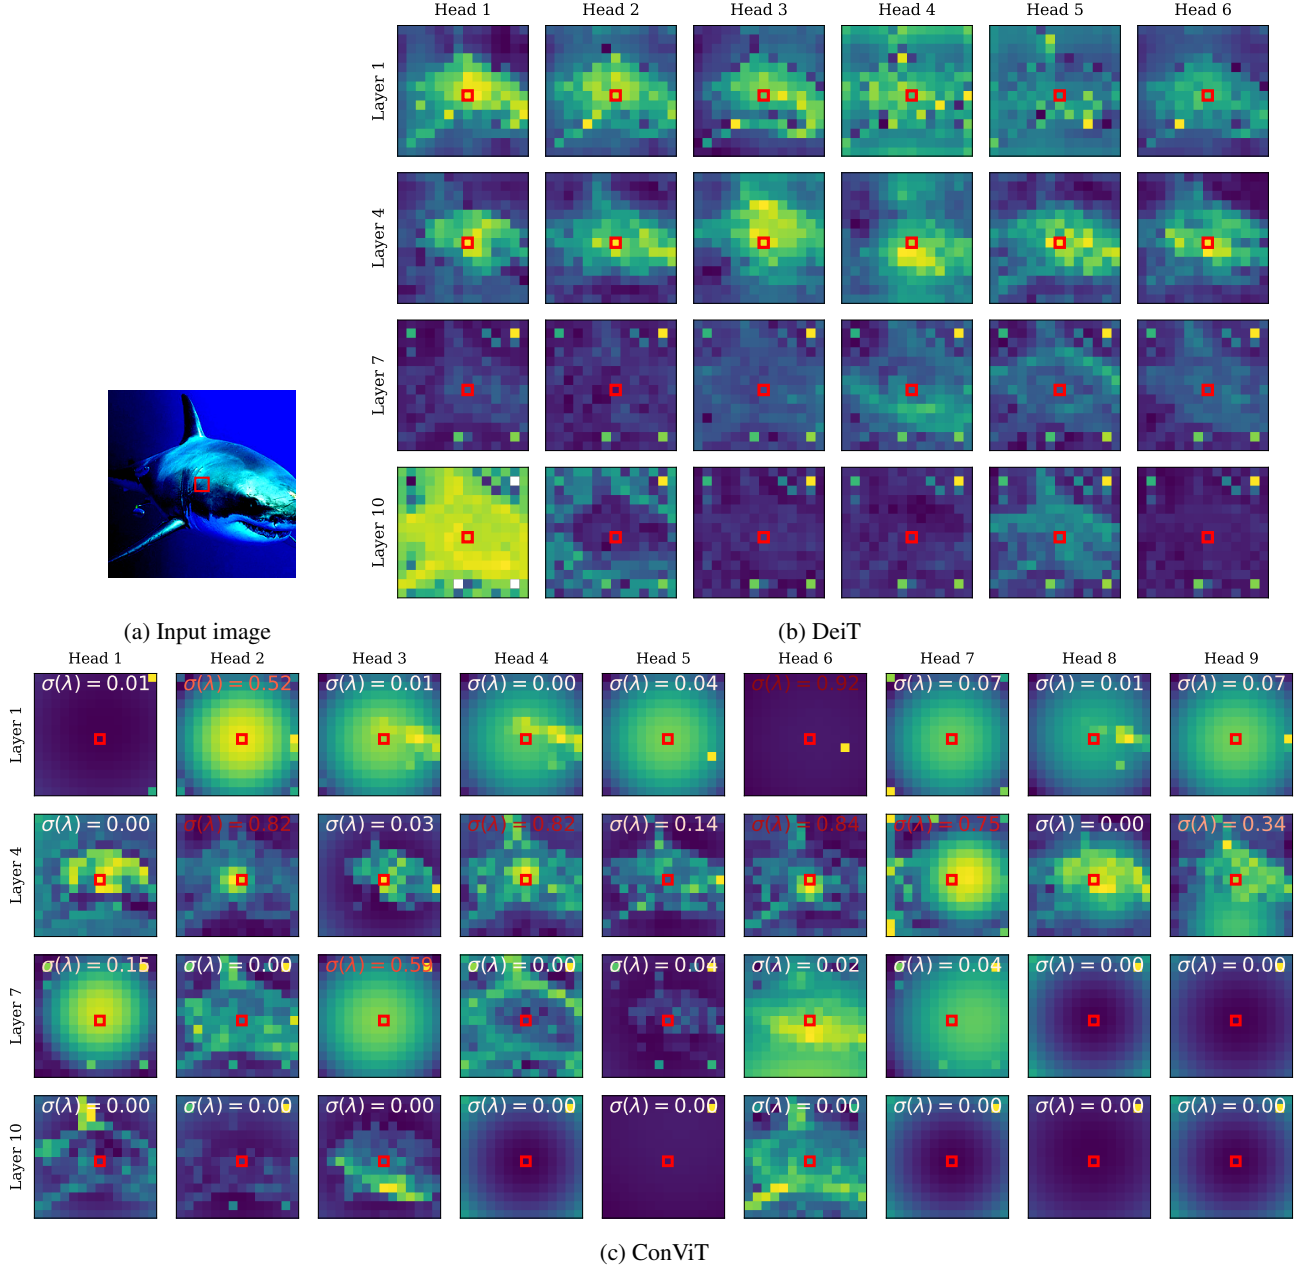 Head 1 Head 2 Head 3 Head 4 Head 5 Head 6
Layer 1
Layer 4
Layer 7
Layer 10
(a) Input image
(b) DeiT
Head 1 Head 2 Head 3 Head 4 Head 5 Head 6 Head 7 Head 8 Head 9
Layer 1
σ(λ) = 0.01 σ(λ) = 0.52 σ(λ) = 0.01 σ(λ) = 0.00 σ(λ) = 0.04 σ(λ) = 0.92 σ(λ) = 0.07 σ(λ) = 0.01 σ(λ) = 0.07
Layer 4
σ(λ) = 0.00 σ(λ) = 0.82 σ(λ) = 0.03 σ(λ) = 0.82 σ(λ) = 0.14 σ(λ) = 0.84 σ(λ) = 0.75 σ(λ) = 0.00 σ(λ) = 0.34
Layer 7
σ(λ) = 0.15 σ(λ) = 0.00 σ(λ) = 0.59 σ(λ) = 0.00 σ(λ) = 0.04 σ(λ) = 0.02 σ(λ) = 0.04 σ(λ) = 0.00 σ(λ) = 0.00
Layer 10
σ(λ) = 0.00 σ(λ) = 0.00 σ(λ) = 0.00 σ(λ) = 0.00 σ(λ) = 0.00 σ(λ) = 0.00 σ(λ) = 0.00 σ(λ) = 0.00 σ(λ) = 0.00
(c) ConViT